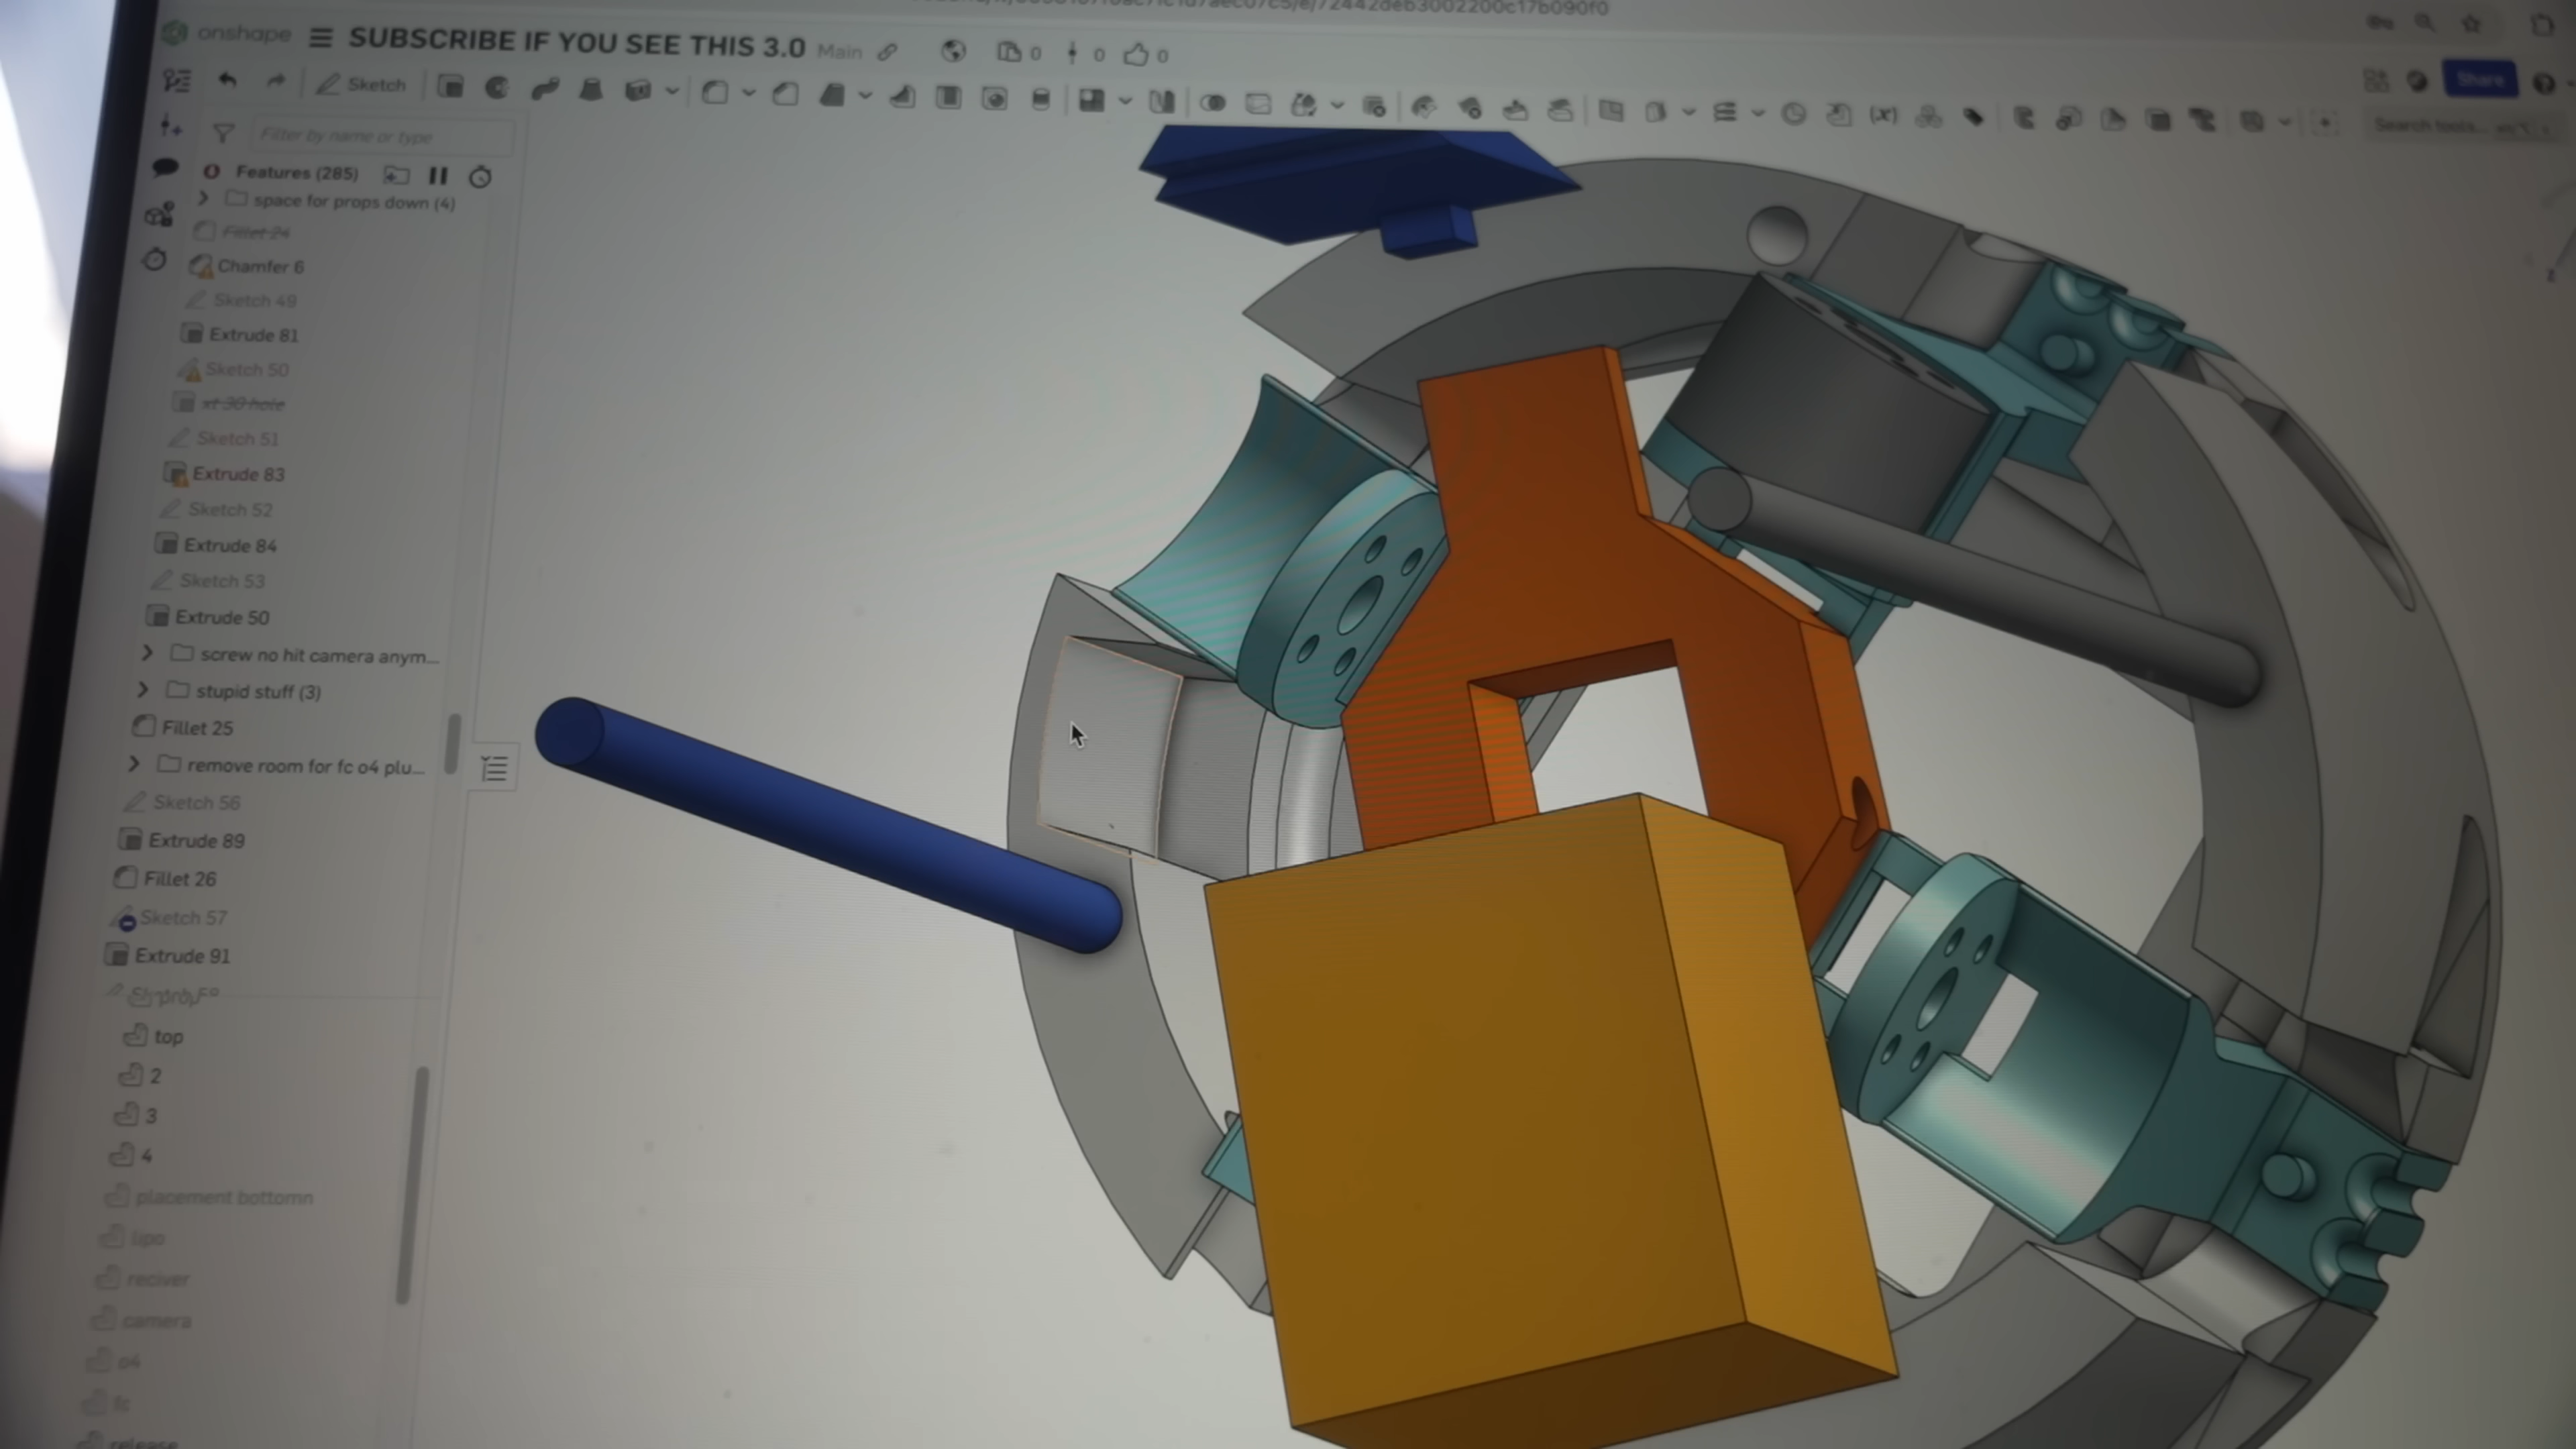 onshape
SUBSCRIBE IF YOU SEE THIS 3.0
Main
0
0
0
Sketch
(x)
Share
Search tools...
Filter by name or type
Features (285)
space for props down (4)
Fillet 24
Chamfer 6
Sketch 49
Extrude 81
Sketch 50
xt 30 hole
Sketch 51
Extrude 83
Sketch 52
Extrude 84
Sketch 53
Extrude 50
screw no hit camera anym...
stupid stuff (3)
Fillet 25
remove room for fc o4 plu...
Sketch 56
Extrude 89
Fillet 26
Sketch 57
Extrude 91
top
2
3
4
placement bottomn
lipo
reciver
camera
o4
fc
release
Z